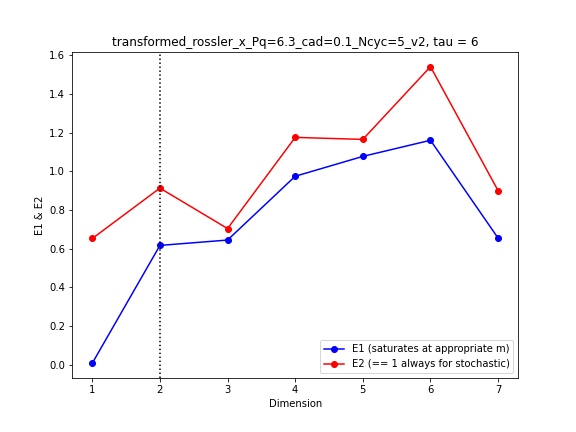 transformed_rossler_x_Pq=6.3_cad=0.1_Ncyc=5_v2, tau = 6
1.6
1.4
1.2
1.0
0.8
0.6
0.4
0.2
0.0
E1 & E2
E1 (saturates at appropriate m)
E2 (== 1 always for stochastic)
1 2 3 4 5 6 7
Dimension